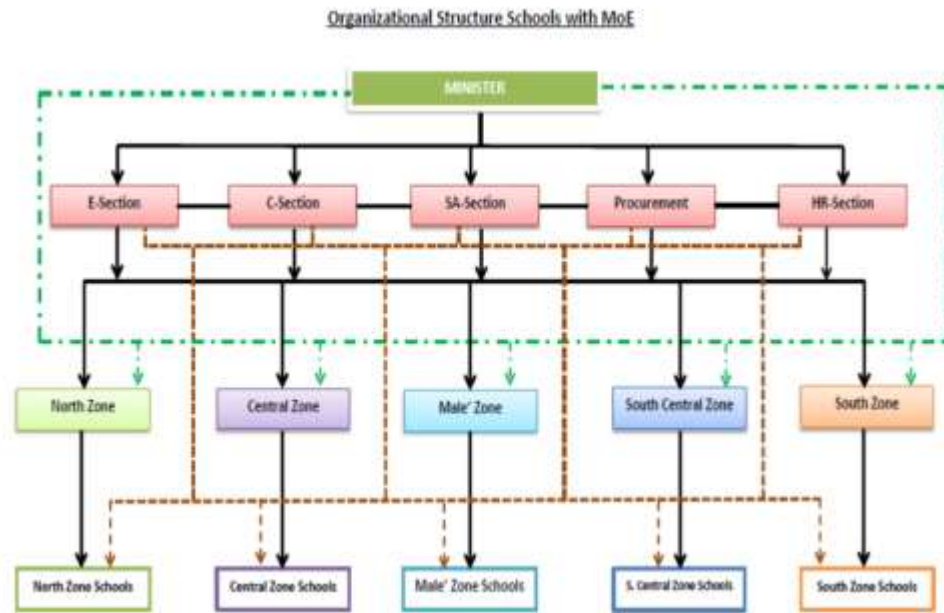 Organizational Structure Schools with MoE
MINISTER
E-Section
C-Section
SA-Section
Procurement
HR-Section
North Zone
Central Zone
Male' Zone
South Central Zone
South Zone
North Zone Schools
Central Zone Schools
Male' Zone Schools
S. Central Zone Schools
South Zone Schools